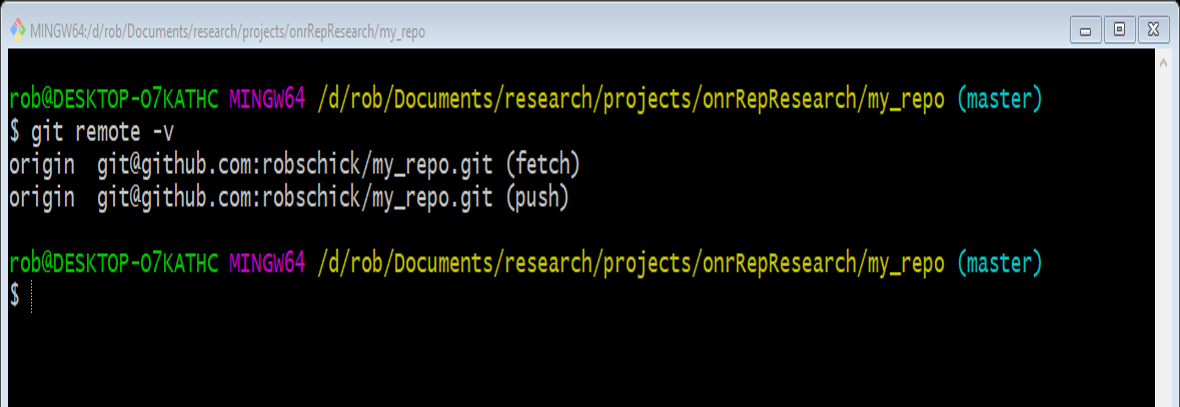 MINGW64:/d/rob/Documents/research/projects/onrRepResearch/my_repo
rob@DESKTOP-O7KATHC MINGW64 /d/rob/Documents/research/projects/onrRepResearch/my_repo (master)
$ git remote -v
origin  git@github.com:robschick/my_repo.git (fetch)
origin  git@github.com:robschick/my_repo.git (push)
rob@DESKTOP-O7KATHC MINGW64 /d/rob/Documents/research/projects/onrRepResearch/my_repo (master)
$